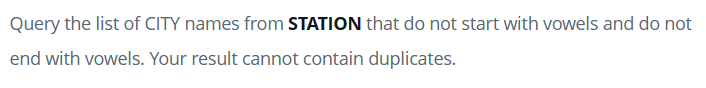 Query the list of CITY names from STATION that do not start with vowels and do not
end with vowels. Your result cannot contain duplicates.